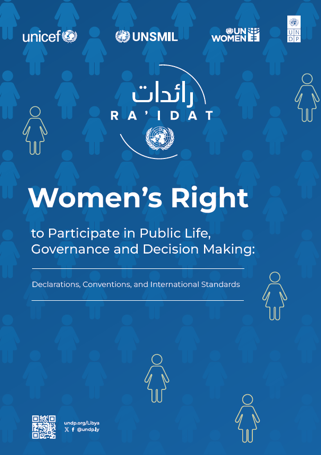 unicef
UNSMIL
UN
WOMEN
UN
DP
رائدات
RA'IDAT
Women's Right
to Participate in Public Life,
Governance and Decision Making:
Declarations, Conventions, and International Standards
undp.org/Libya
X f @undply